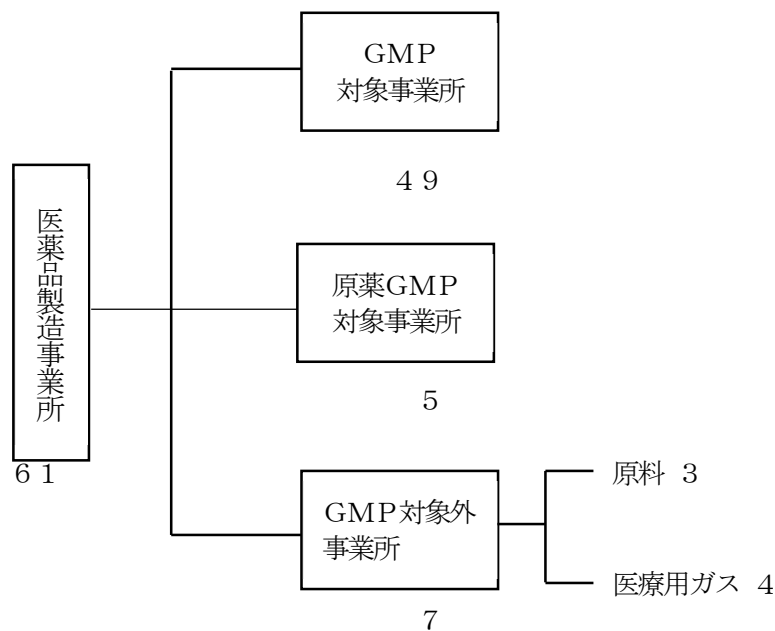 GMP
対象事業所
４９
医薬品製造事業所
６１
原薬GMP
対象事業所
５
GMP対象外
事業所
７
原料 ３
医療用ガス ４